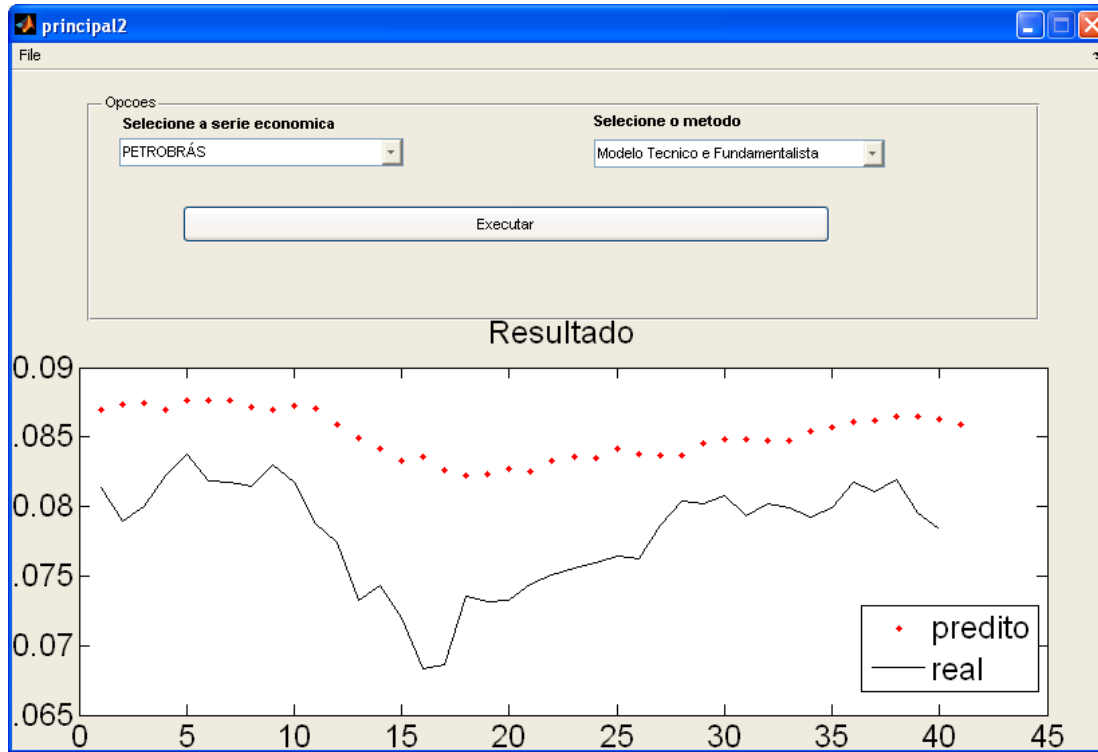 principal2
File
Opcoes
Selecione a serie economica
Selecione o metodo
PETROBRÁS
Modelo Tecnico e Fundamentalista
Executar
Resultado
0.09
.085
0.08
.075
0.07
.065
0 5 10 15 20 25 30 35 40 45
predito
real